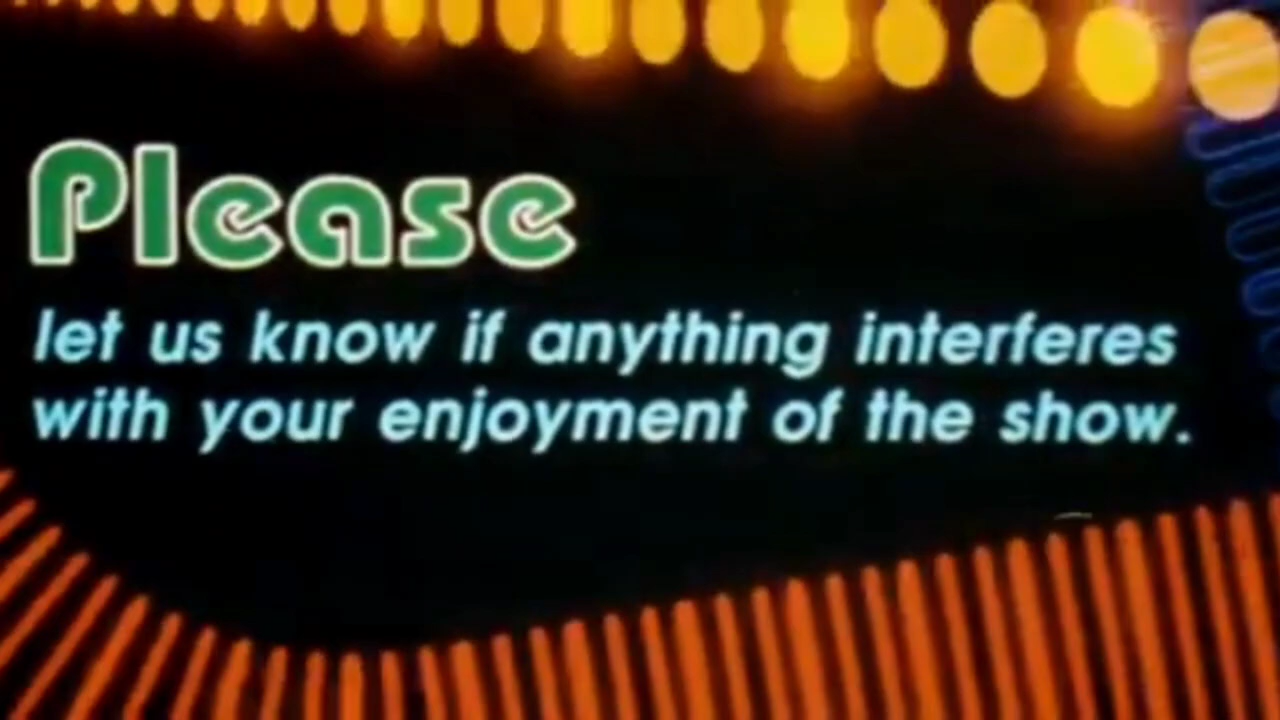 Please
let us know if anything interferes
with your enjoyment of the show.